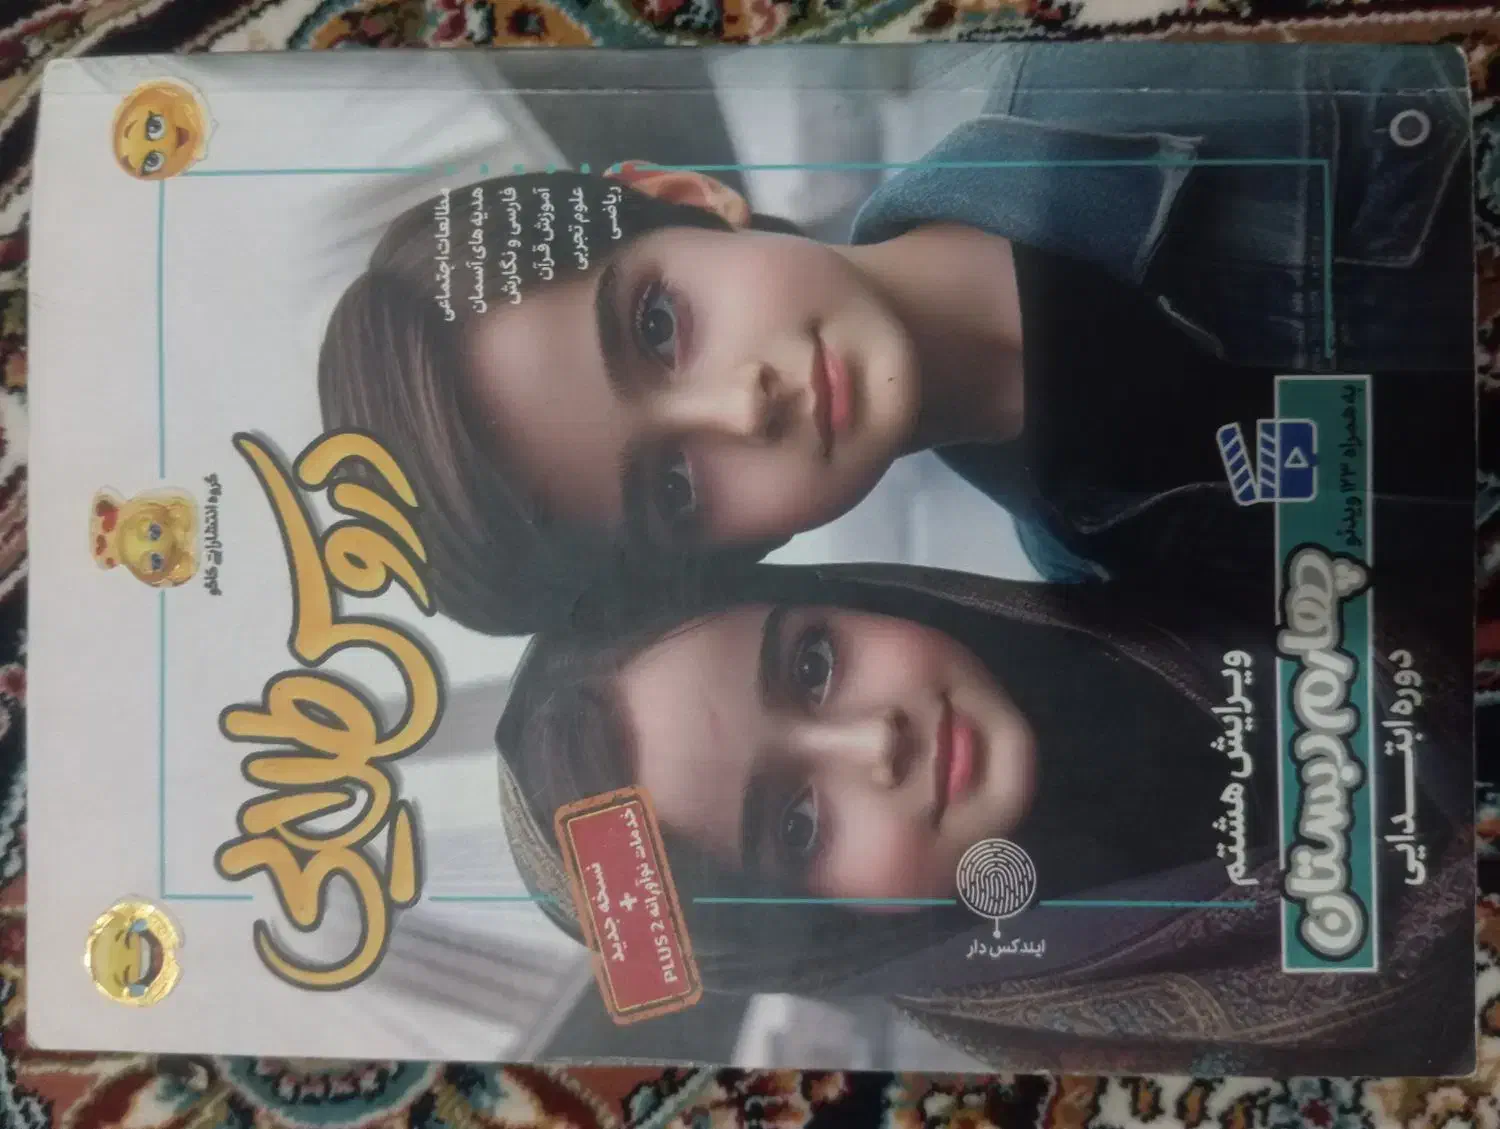 گروه انتشاراتی کاگو
دروس طلایی
ریاضی
علوم تجربی
آموزش قرآن
فارسی و نگارش
هدیه های آسمان
مطالعات اجتماعی
نسخه جدید
+
خدمات نوآورانه PLUS 2
ایندکس دار
ویرایش هشتم
به همراه ۱۲۳ ویدئو
چهارم دبستان
دوره ابتدایی